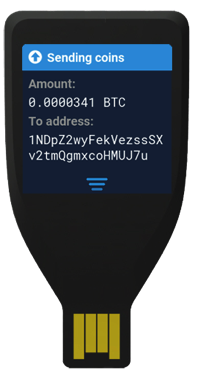 Sending coins
Amount:
0.0000341 BTC
To address:
1NDpZ2wyFekVezssSX
v2tmQgmxcoHMUJ7u